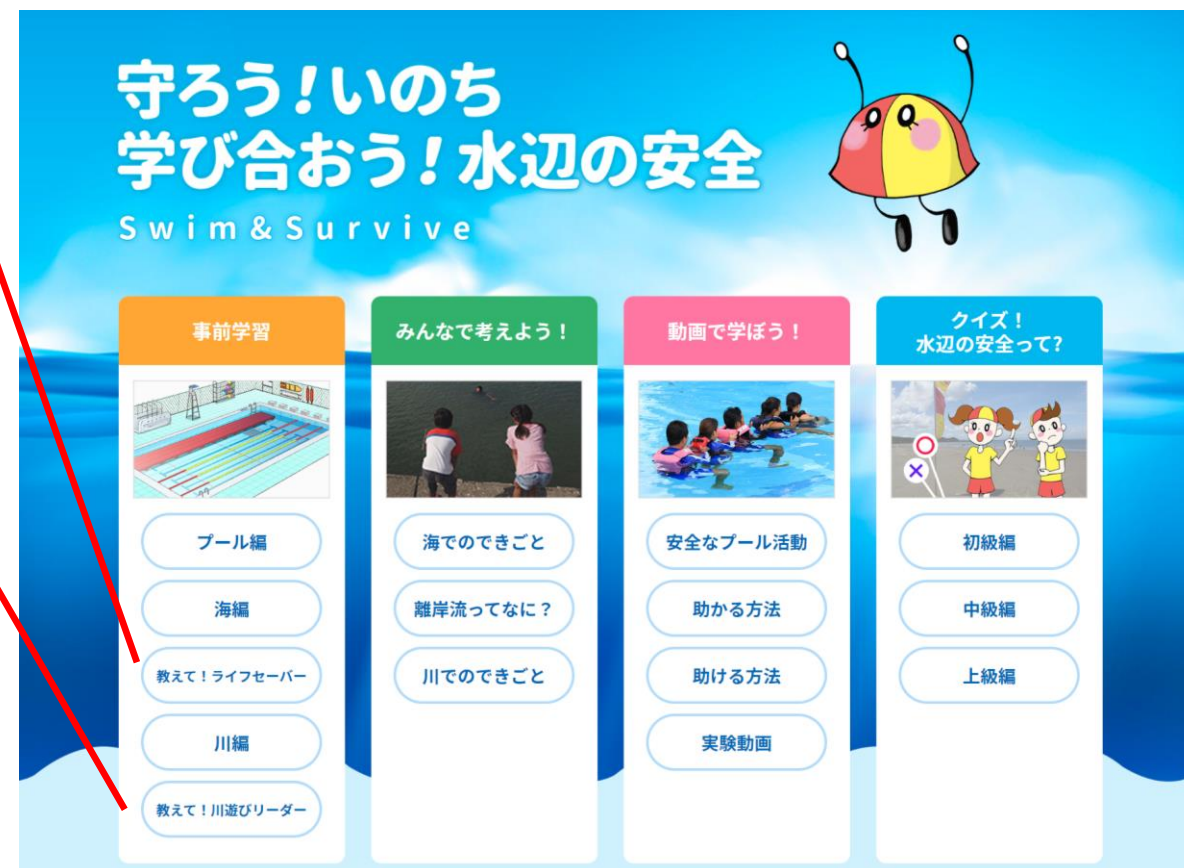 守ろう！いのち
学び合おう！水辺の安全
Swim&Survive
事前学習
プール編
海編
教えて！ライフセーバー
川編
教えて！川遊びリーダー
みんなで考えよう！
海でのできごと
離岸流ってなに？
川でのできごと
動画で学ぼう！
安全なプール活動
助かる方法
助ける方法
実験動画
クイズ！
水辺の安全って?
初級編
中級編
上級編